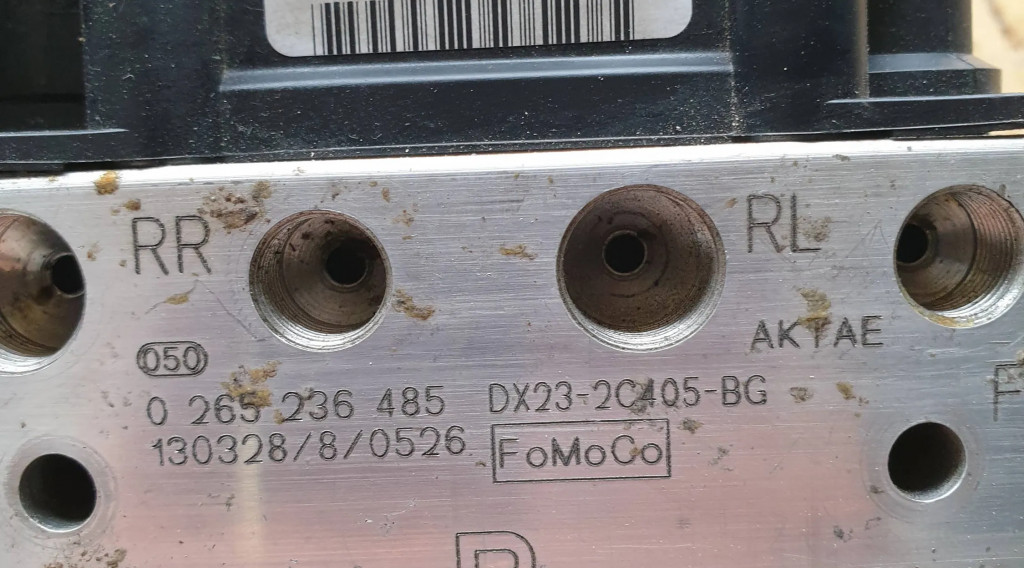 RR RL
AKTAE
050
0 265 236 485 DX23-2C405-BG
130328/8/0526 FoMoCo
F